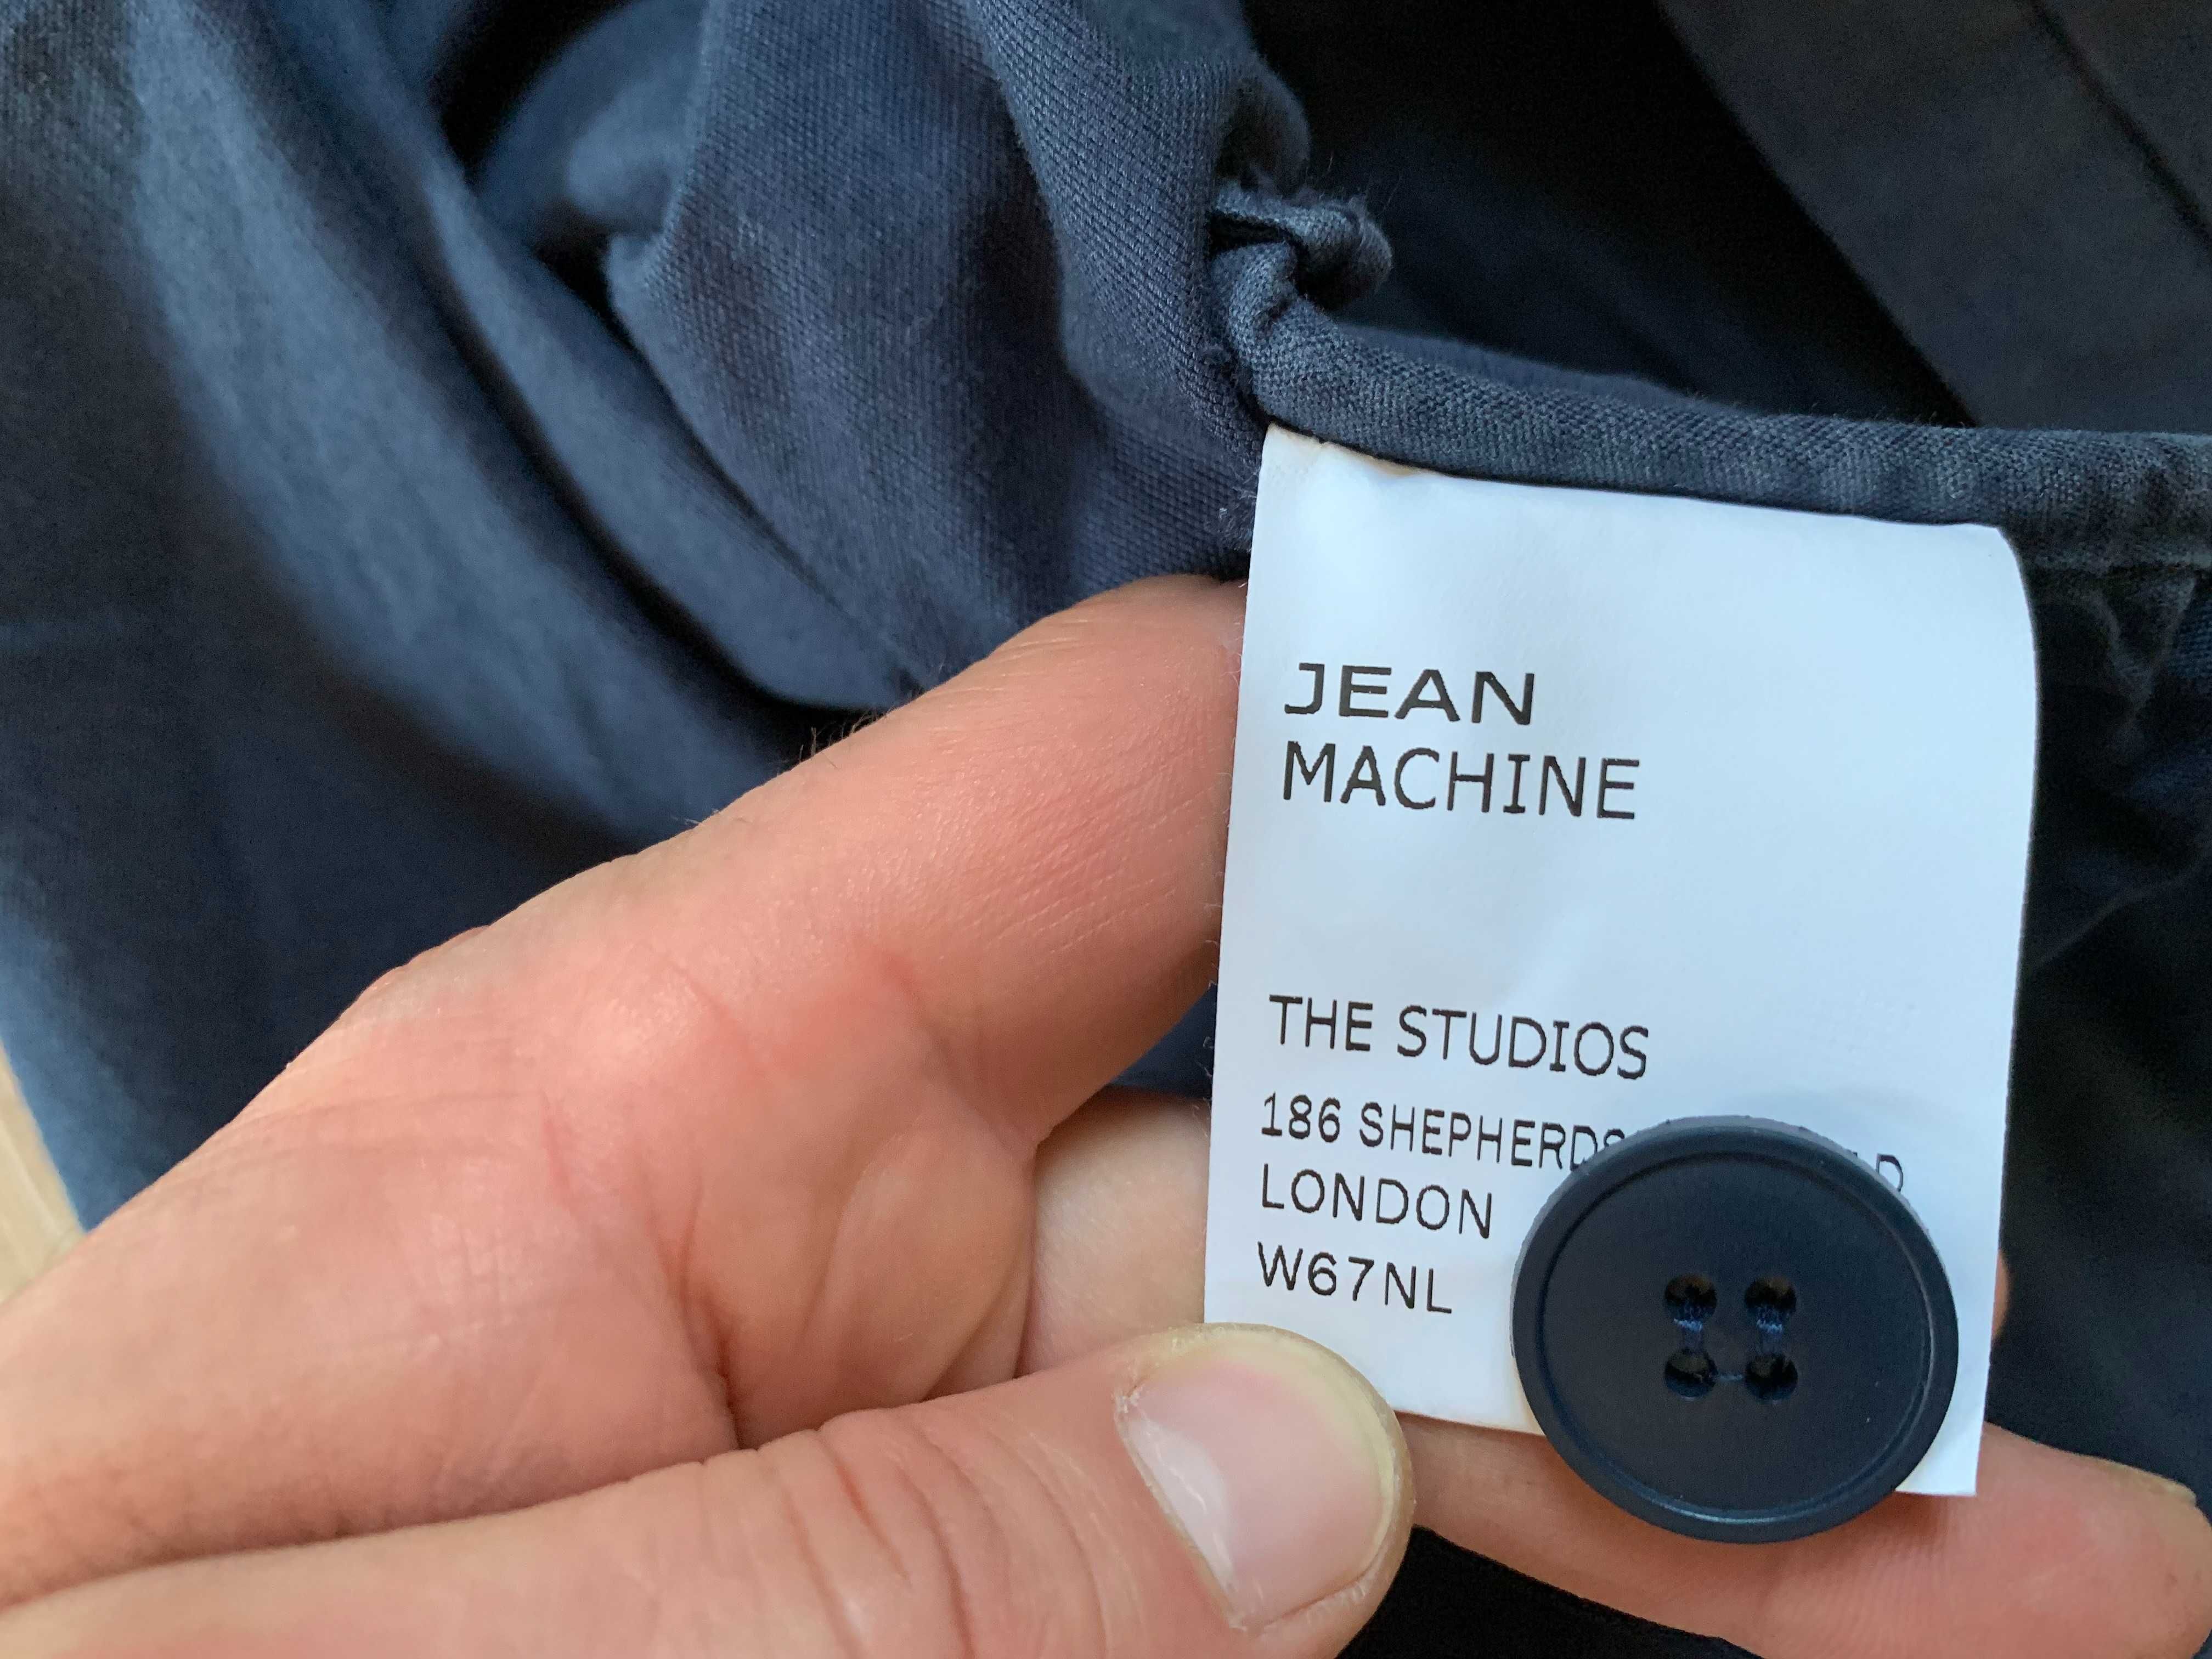 JEAN
MACHINE
THE STUDIOS
186 SHEPHERDS
LONDON
W67NL